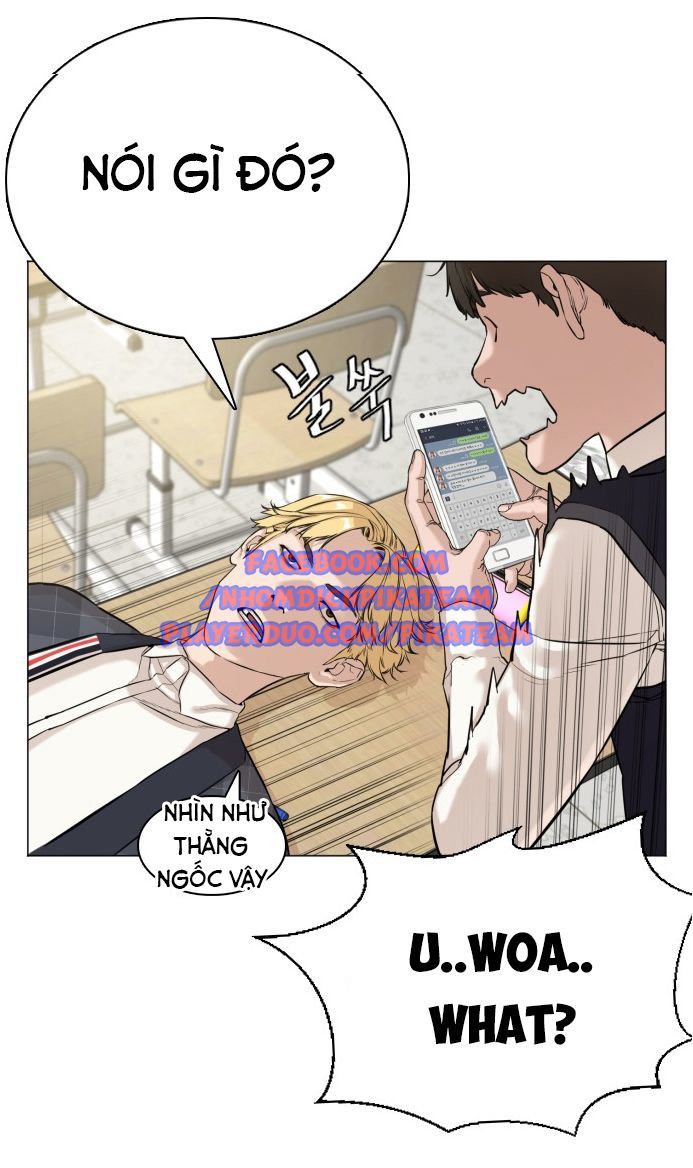 NÓI GÌ ĐÓ?
불쑥
FACEBOOK.COM
/NHOMDICHPIKATEAM
PLAYERDUO.COM/PIKATEAM
NHÌN NHƯ
THẰNG
NGỐC VẬY
U..WOA..
WHAT?